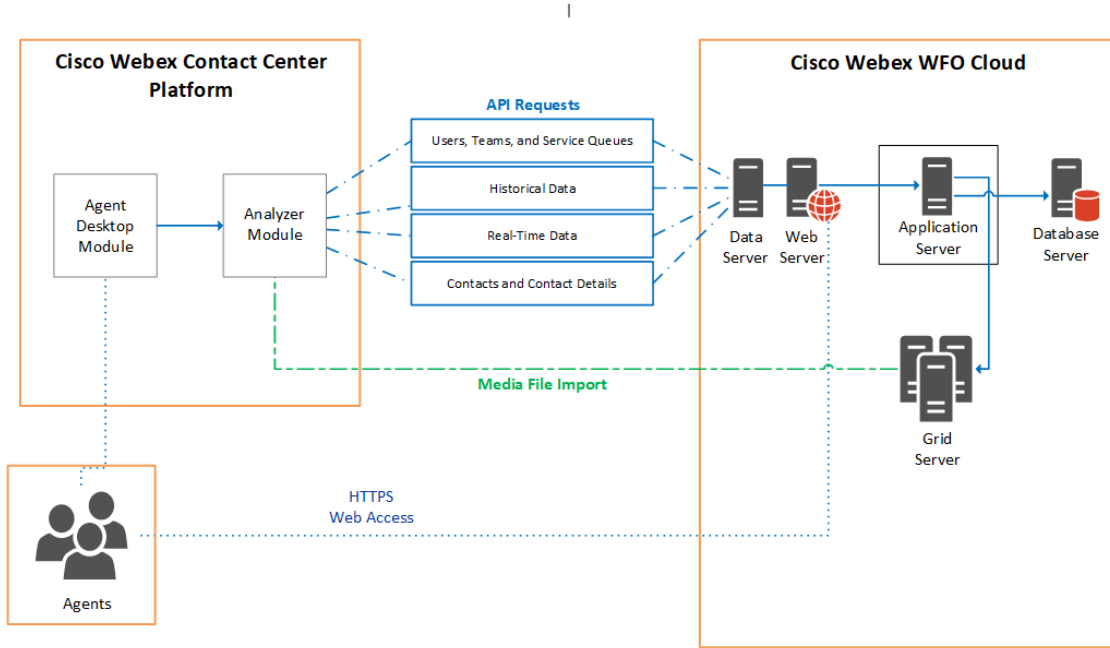 Cisco Webex Contact Center
Platform
Cisco Webex WFO Cloud
API Requests
Users, Teams, and Service Queues
Historical Data
Real-Time Data
Contacts and Contact Details
Agent
Desktop
Module
Analyzer
Module
Data
Server
Web
Server
Application
Server
Database
Server
Media File Import
Grid
Server
HTTPS
Web Access
Agents